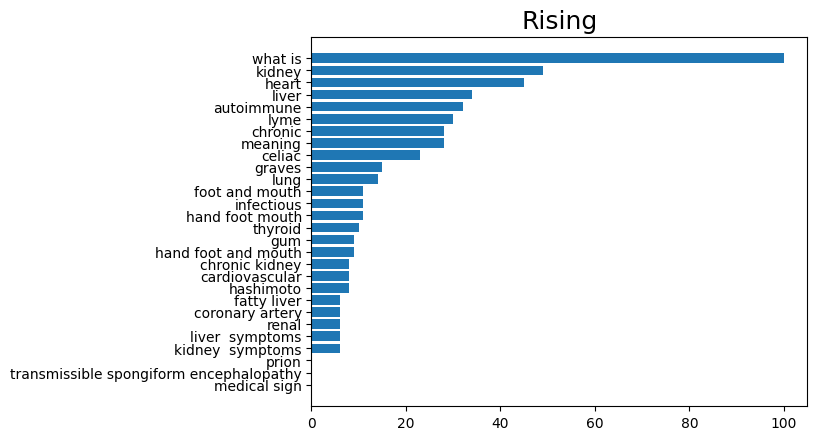 Rising
what is
kidney
heart
liver
autoimmune
lyme
chronic
meaning
celiac
graves
lung
foot and mouth
infectious
hand foot mouth
thyroid
gum
hand foot and mouth
chronic kidney
cardiovascular
hashimoto
fatty liver
coronary artery
renal
liver  symptoms
kidney  symptoms
prion
transmissible spongiform encephalopathy
medical sign
0 20 40 60 80 100